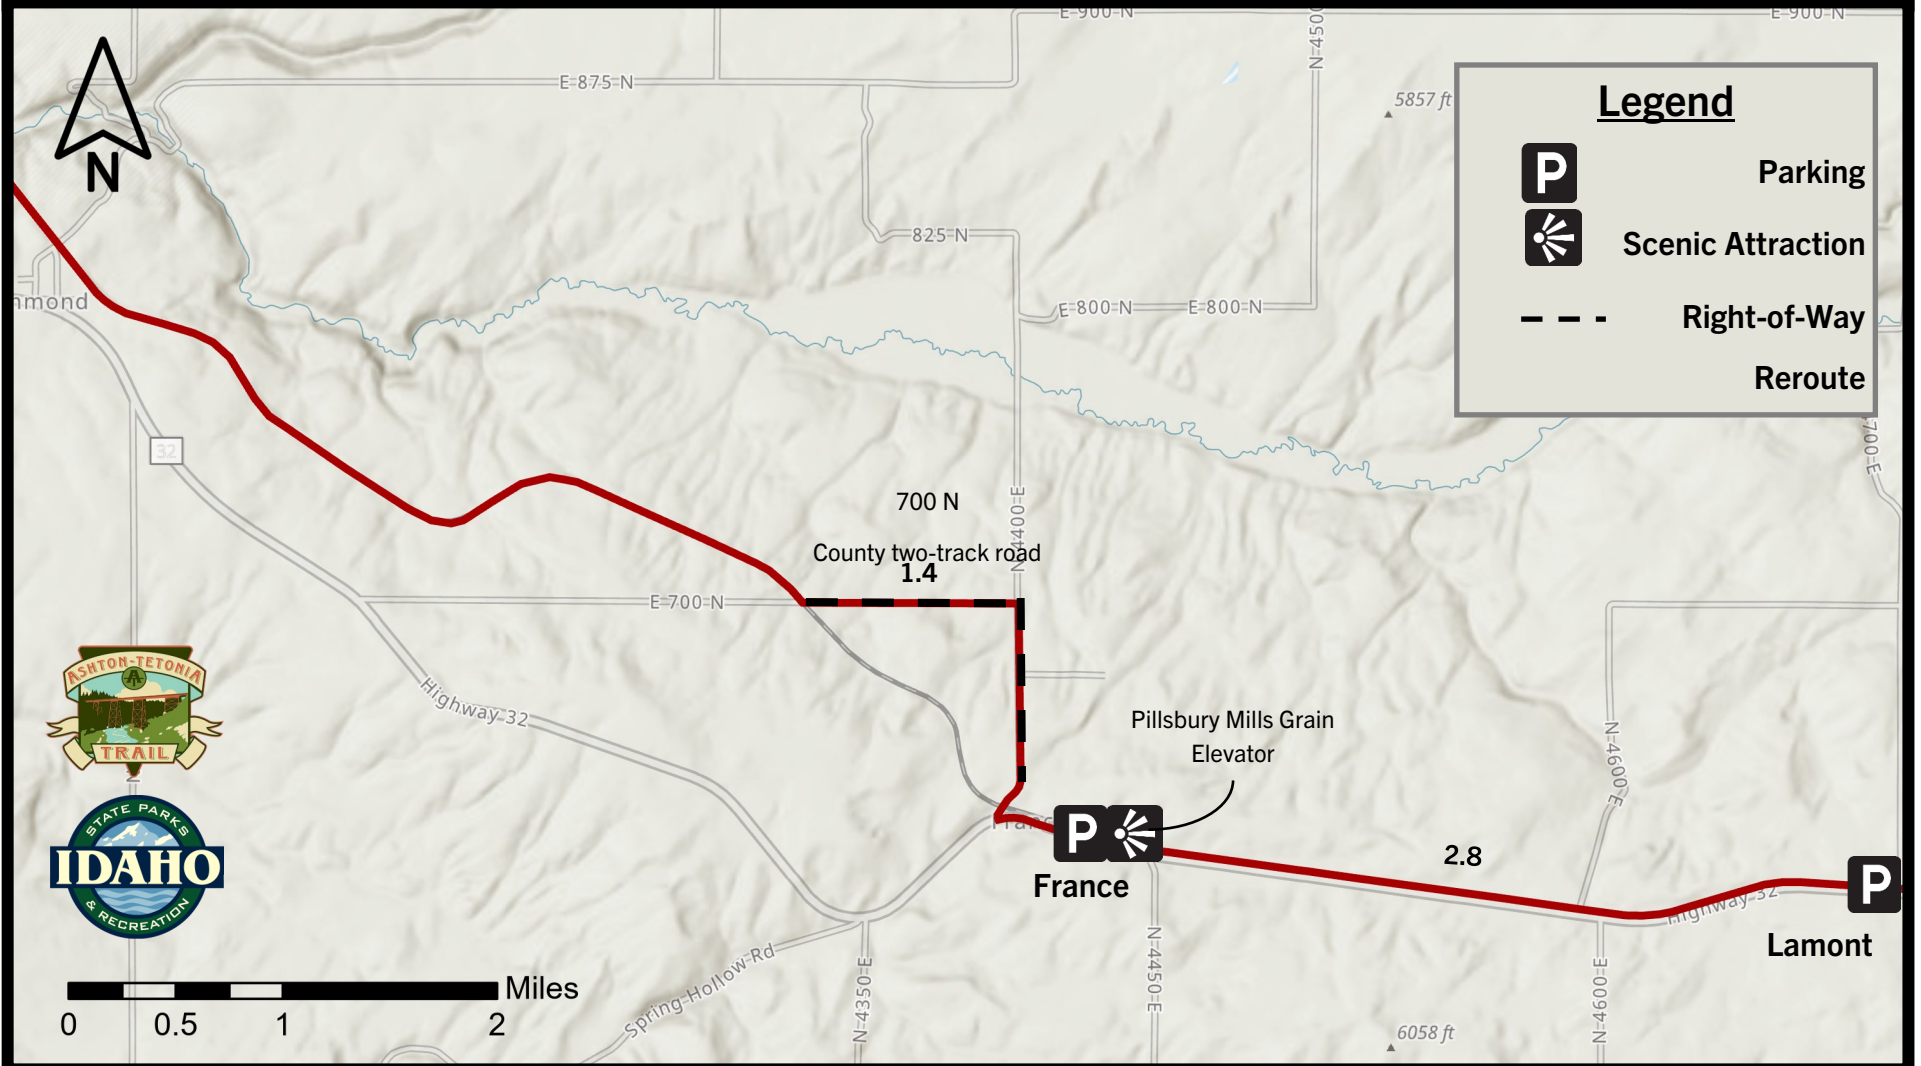 E 900 N
E 900 N
N 4500
E 875 N
5857 ft
N
Legend
Parking
Scenic Attraction
Right-of-Way
Reroute
P
825 N
E 800 N
E 800 N
mmond
32
700 E
N 4400 E
700 N
County two-track road
1.4
E 700 N
ASHTON-TETONIA
TRAIL
Highway 32
Pillsbury Mills Grain
Elevator
N 4600 E
STATE PARKS
IDAHO
& RECREATION
Franc
P
France
2.8
Highway 32
P
Lamont
Spring Hollow Rd
N 4350 E
N 4450 E
N 4600 E
Miles
0 0.5 1 2
6058 ft